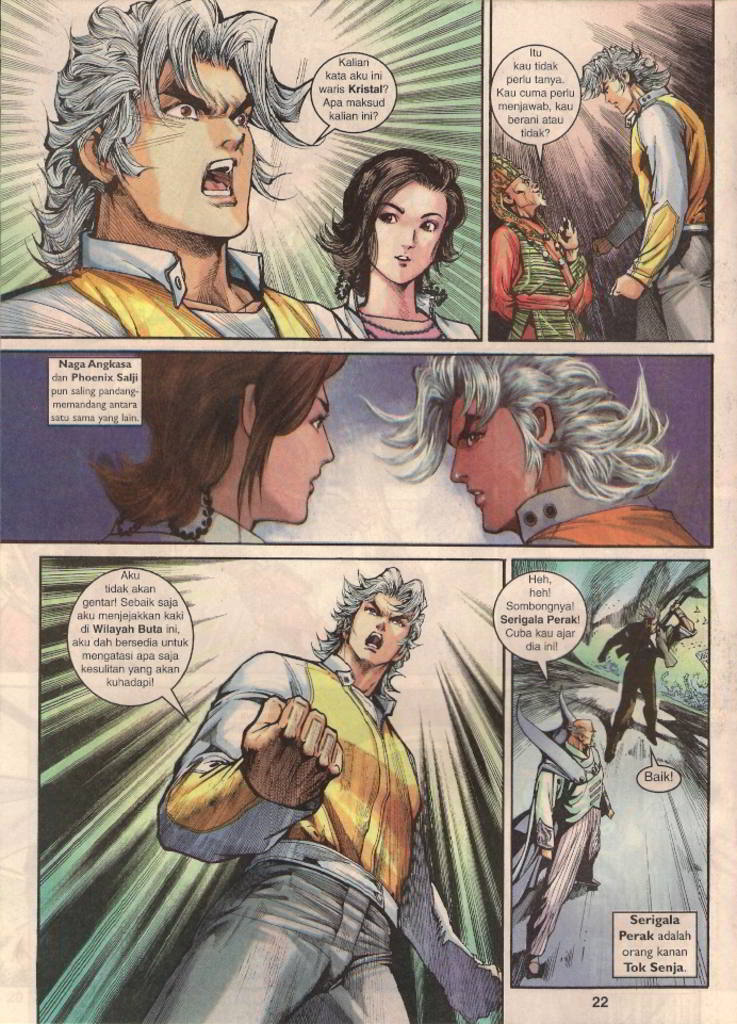 Kalian
kata aku ini
waris Kristal?
Apa maksud
kalian ini?
Itu
kau tidak
perlu tanya.
Kau cuma perlu
menjawab, kau
berani atau
tidak?
Naga Angkasa
dan Phoenix Salji
pun saling pandang-
memandang antara
satu sama yang lain.
Aku
tidak akan
gentar! Sebaik saja
aku menjejakkan kaki
di Wilayah Buta ini,
aku dah bersedia untuk
mengatasi apa saja
kesulitan yang akan
kuhadapi!
Heh,
heh!
Sombongnya!
Serigala Perak!
Cuba kau ajar
dia ini!
Baik!
Serigala
Perak adalah
orang kanan
Tok Senja.
22